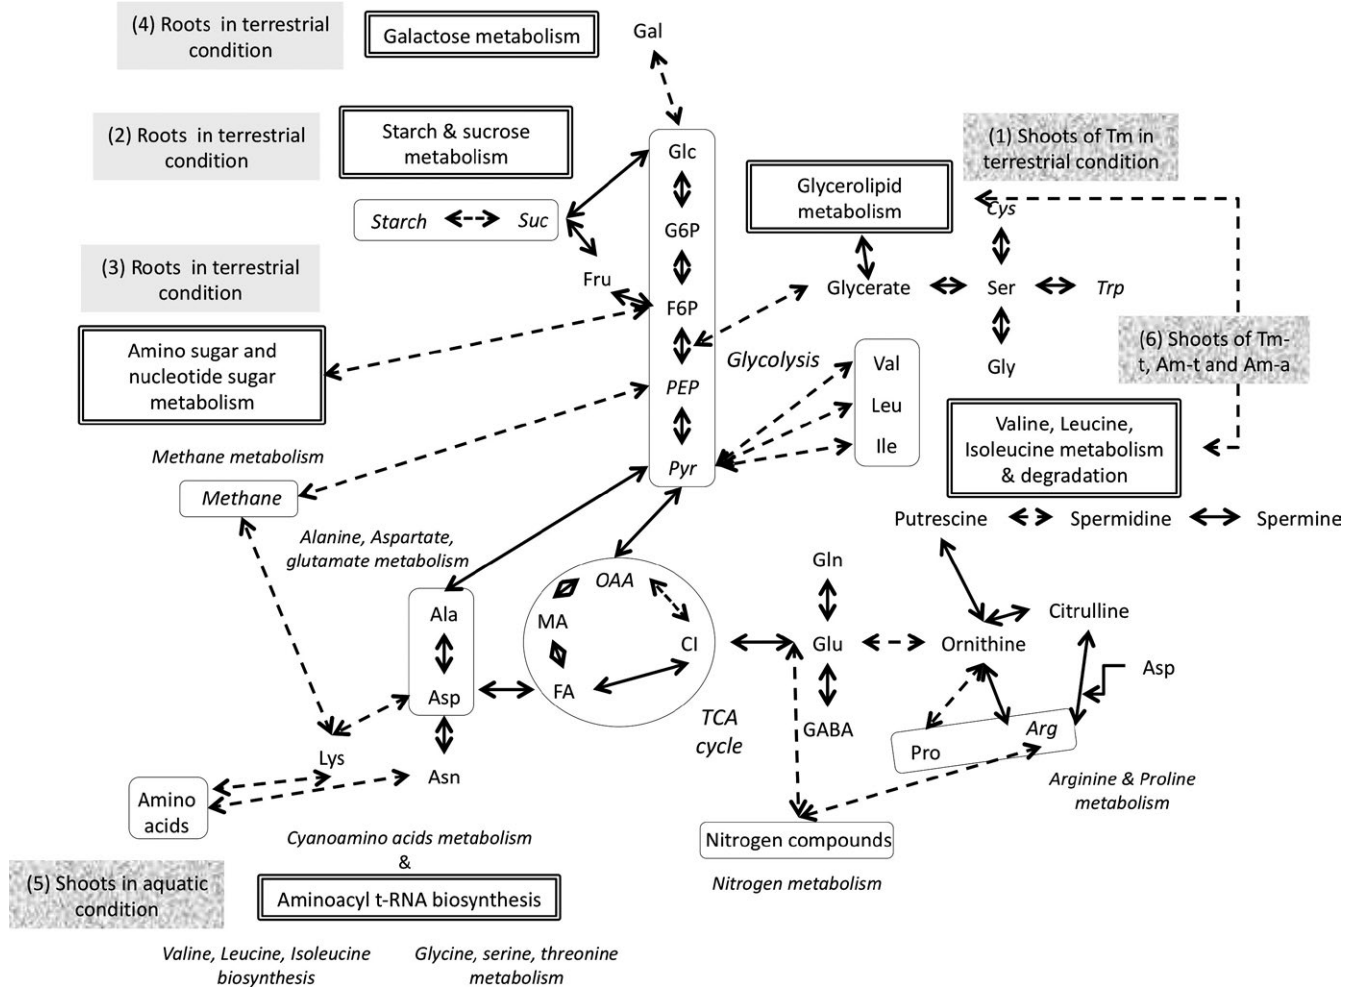 (4) Roots in terrestrial
condition
Galactose metabolism
Gal
(2) Roots in terrestrial
condition
Starch & sucrose
metabolism
Starch
Suc
Fru
Glc
G6P
F6P
PEP
Pyr
Glycolysis
(1) Shoots of Tm in
terrestrial condition
Glycerolipid
metabolism
Cys
Glycerate
Ser
Trp
Gly
(3) Roots in terrestrial
condition
Amino sugar and
nucleotide sugar
metabolism
(6) Shoots of Tm-
t, Am-t and Am-a
Val
Leu
Ile
Valine, Leucine,
Isoleucine metabolism
& degradation
Methane metabolism
Methane
Alanine, Aspartate,
glutamate metabolism
Putrescine
Spermidine
Spermine
Ala
Asp
Asn
Lys
OAA
MA
CI
FA
TCA
cycle
Gln
Glu
GABA
Ornithine
Citrulline
Asp
Pro
Arg
Arginine & Proline
metabolism
Amino
acids
Nitrogen compounds
Nitrogen metabolism
Cyanoamino acids metabolism
&
Aminoacyl t-RNA biosynthesis
(5) Shoots in aquatic
condition
Valine, Leucine, Isoleucine
biosynthesis
Glycine, serine, threonine
metabolism